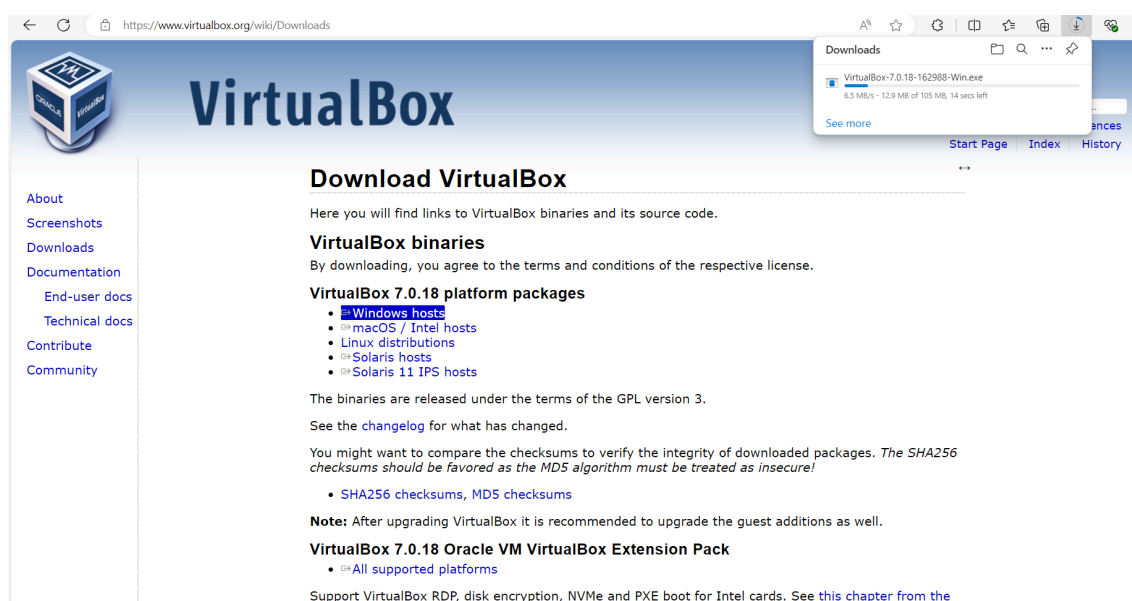 https://www.virtualbox.org/wiki/Downloads
Downloads
VirtualBox-7.0.18-162988-Win.exe
6.5 MB/s - 12.9 MB of 105 MB, 14 secs left
See more
ORACLE
VirtualBox
VirtualBox
...
ences
Start Page Index History
About
Screenshots
Downloads
Documentation
End-user docs
Technical docs
Contribute
Community
Download VirtualBox
Here you will find links to VirtualBox binaries and its source code.
VirtualBox binaries
By downloading, you agree to the terms and conditions of the respective license.
VirtualBox 7.0.18 platform packages
Windows hosts
macOS / Intel hosts
Linux distributions
Solaris hosts
Solaris 11 IPS hosts
The binaries are released under the terms of the GPL version 3.
See the changelog for what has changed.
You might want to compare the checksums to verify the integrity of downloaded packages. The SHA256
checksums should be favored as the MD5 algorithm must be treated as insecure!
SHA256 checksums, MD5 checksums
Note: After upgrading VirtualBox it is recommended to upgrade the guest additions as well.
VirtualBox 7.0.18 Oracle VM VirtualBox Extension Pack
All supported platforms
Support VirtualBox RDP, disk encryption, NVMe and PXE boot for Intel cards. See this chapter from the